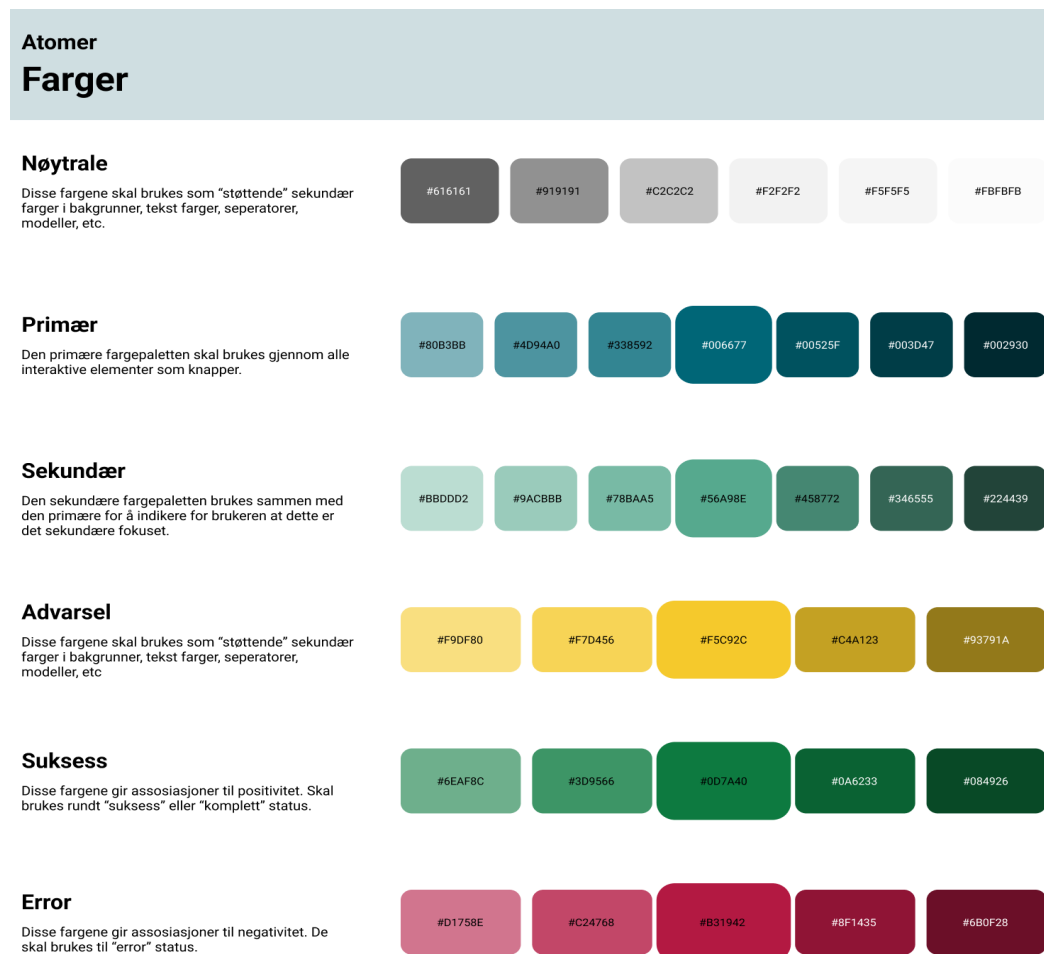 Atomer
Farger
Nøytrale
Disse fargene skal brukes som “støttende” sekundær
farger i bakgrunner, tekst farger, seperatorer,
modeller, etc.
#616161 #919191 #C2C2C2 #F2F2F2 #F5F5F5 #FBFBFB
Primær
Den primære fargepaletten skal brukes gjennom alle
interaktive elementer som knapper.
#80B3BB #4D94A0 #338592 #006677 #00525F #003D47 #002930
Sekundær
Den sekundære fargepaletten brukes sammen med
den primære for å indikere for brukeren at dette er
det sekundære fokuset.
#BBDDD2 #9ACBBB #78BAA5 #56A98E #458772 #346555 #224439
Advarsel
Disse fargene skal brukes som “støttende” sekundær
farger i bakgrunner, tekst farger, seperatorer,
modeller, etc
#F9DF80 #F7D456 #F5C92C #C4A123 #93791A
Suksess
Disse fargene gir assosiasjoner til positivitet. Skal
brukes rundt “suksess” eller “komplett” status.
#6EAF8C #3D9566 #0D7A40 #0A6233 #084926
Error
Disse fargene gir assosiasjoner til negativitet. De
skal brukes til “error” status.
#D1758E #C24768 #B31942 #8F1435 #6B0F28